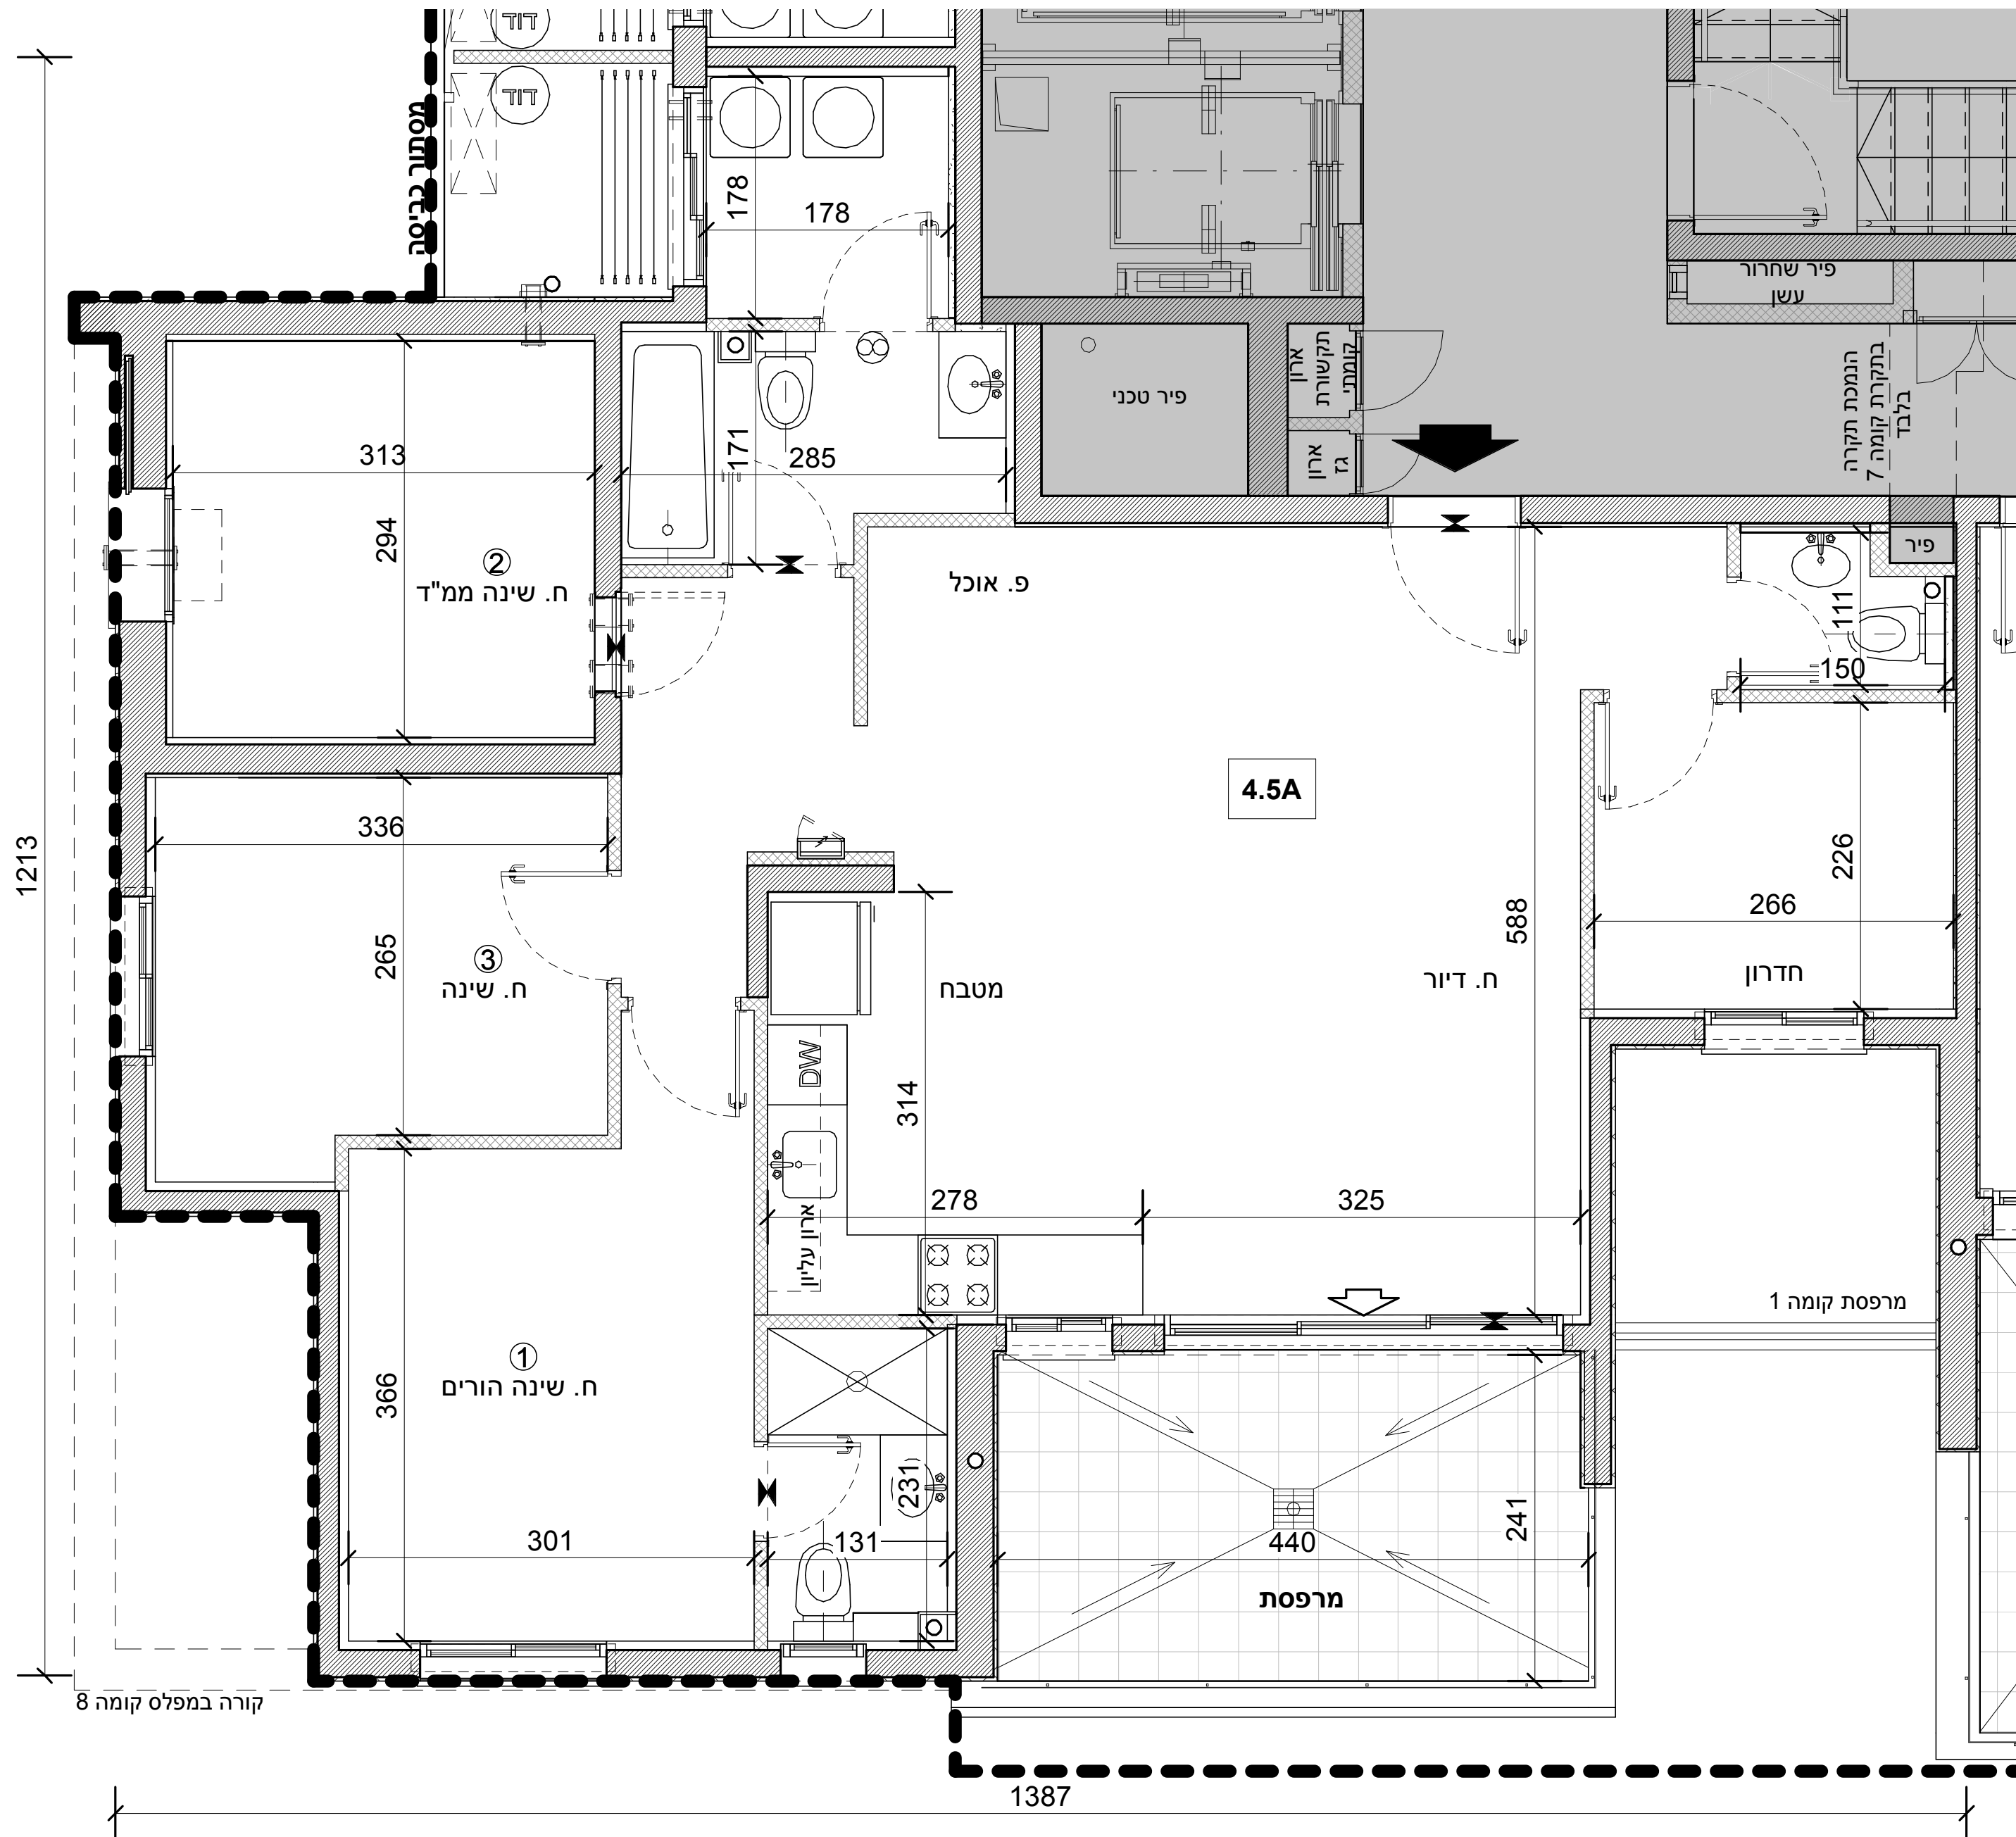 דוד
דוד
מסתור כביסה
178
178
פיר שחרור
עשן
1213
313
294
②
ח. שינה ממ"ד
171
285
פיר טכני
ארון
תקשורת
קומתי
ארון
גז
הנמכת תקרה
בתקרת קומה 7
בלבד
פיר
פ. אוכל
111
150
4.5A
336
265
③
ח. שינה
מטבח
588
ח. דיור
226
266
חדרון
DW
314
278
325
ארון עליון
מרפסת קומה 1
①
ח. שינה הורים
366
301
231
131
241
440
מרפסת
קורה במפלס קומה 8
1387